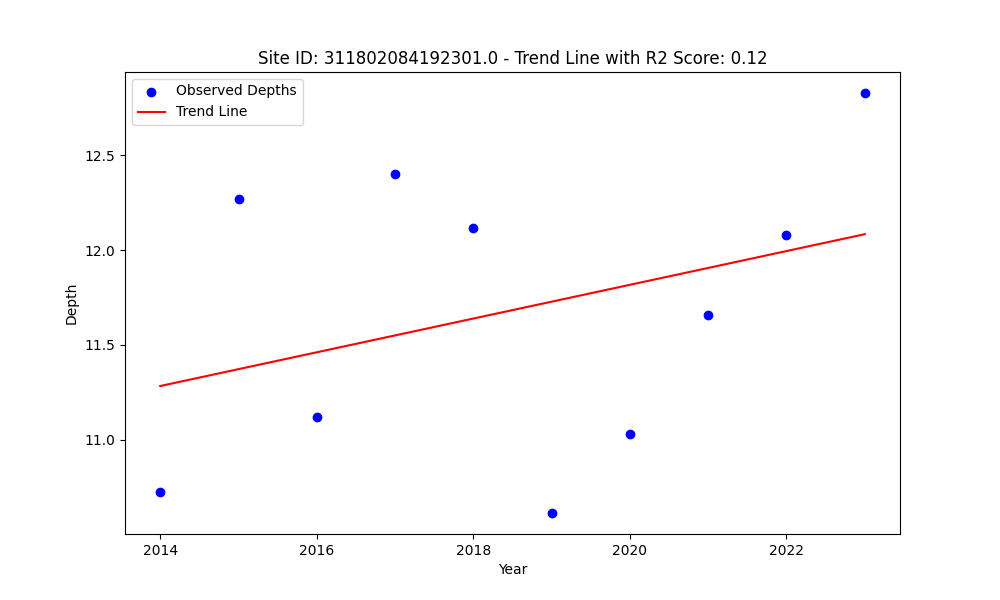 Site ID: 311802084192301.0 - Trend Line with R2 Score: 0.12
Observed Depths
Trend Line
12.5
12.0
11.5
11.0
Depth
2014
2016
2018
2020
2022
Year